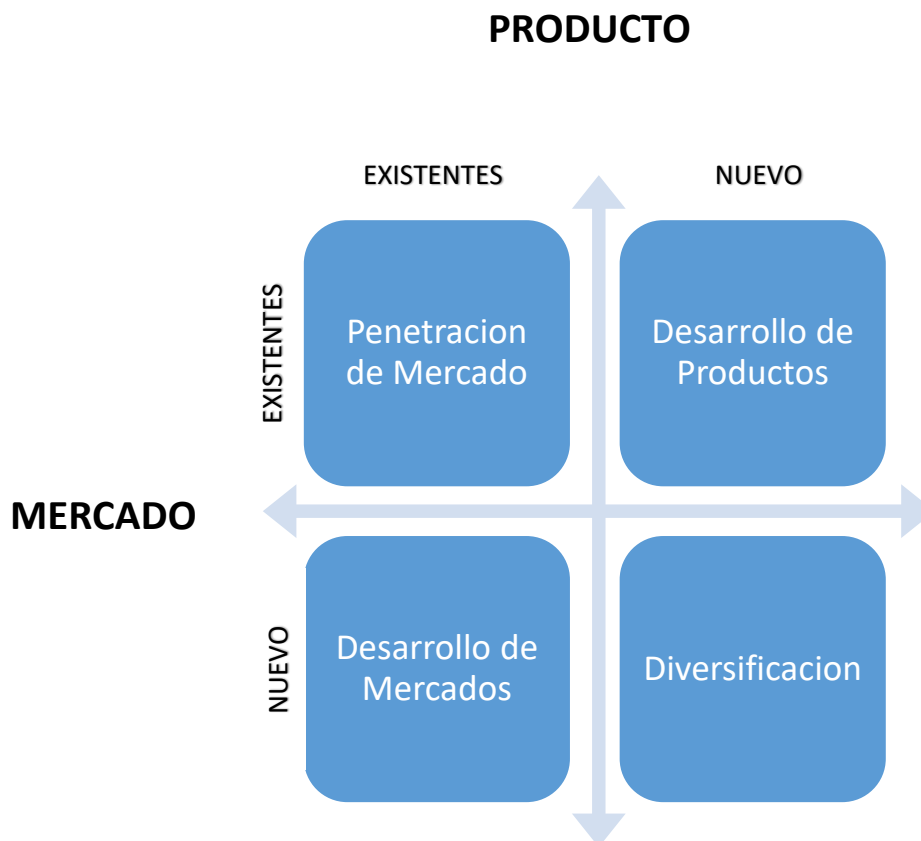 PRODUCTO
EXISTENTES
NUEVO
EXISTENTES
Penetracion
de Mercado
Desarrollo de
Productos
MERCADO
NUEVO
Desarrollo de
Mercados
Diversificacion